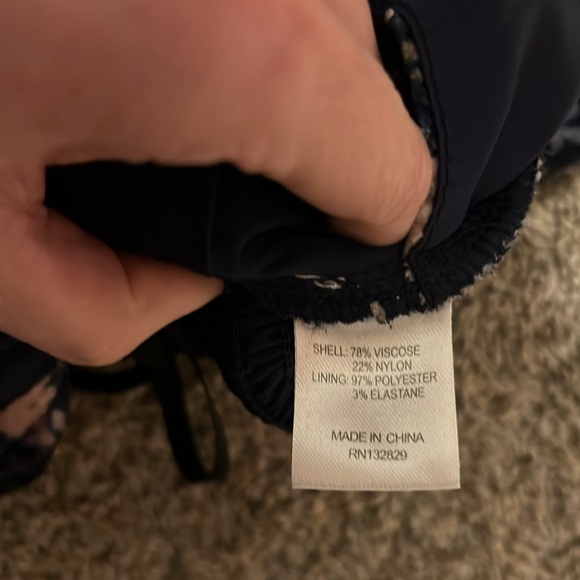 SHELL: 78% VISCOSE
22% NYLON
LINING: 97% POLYESTER
3% ELASTANE
MADE IN CHINA
RN132829